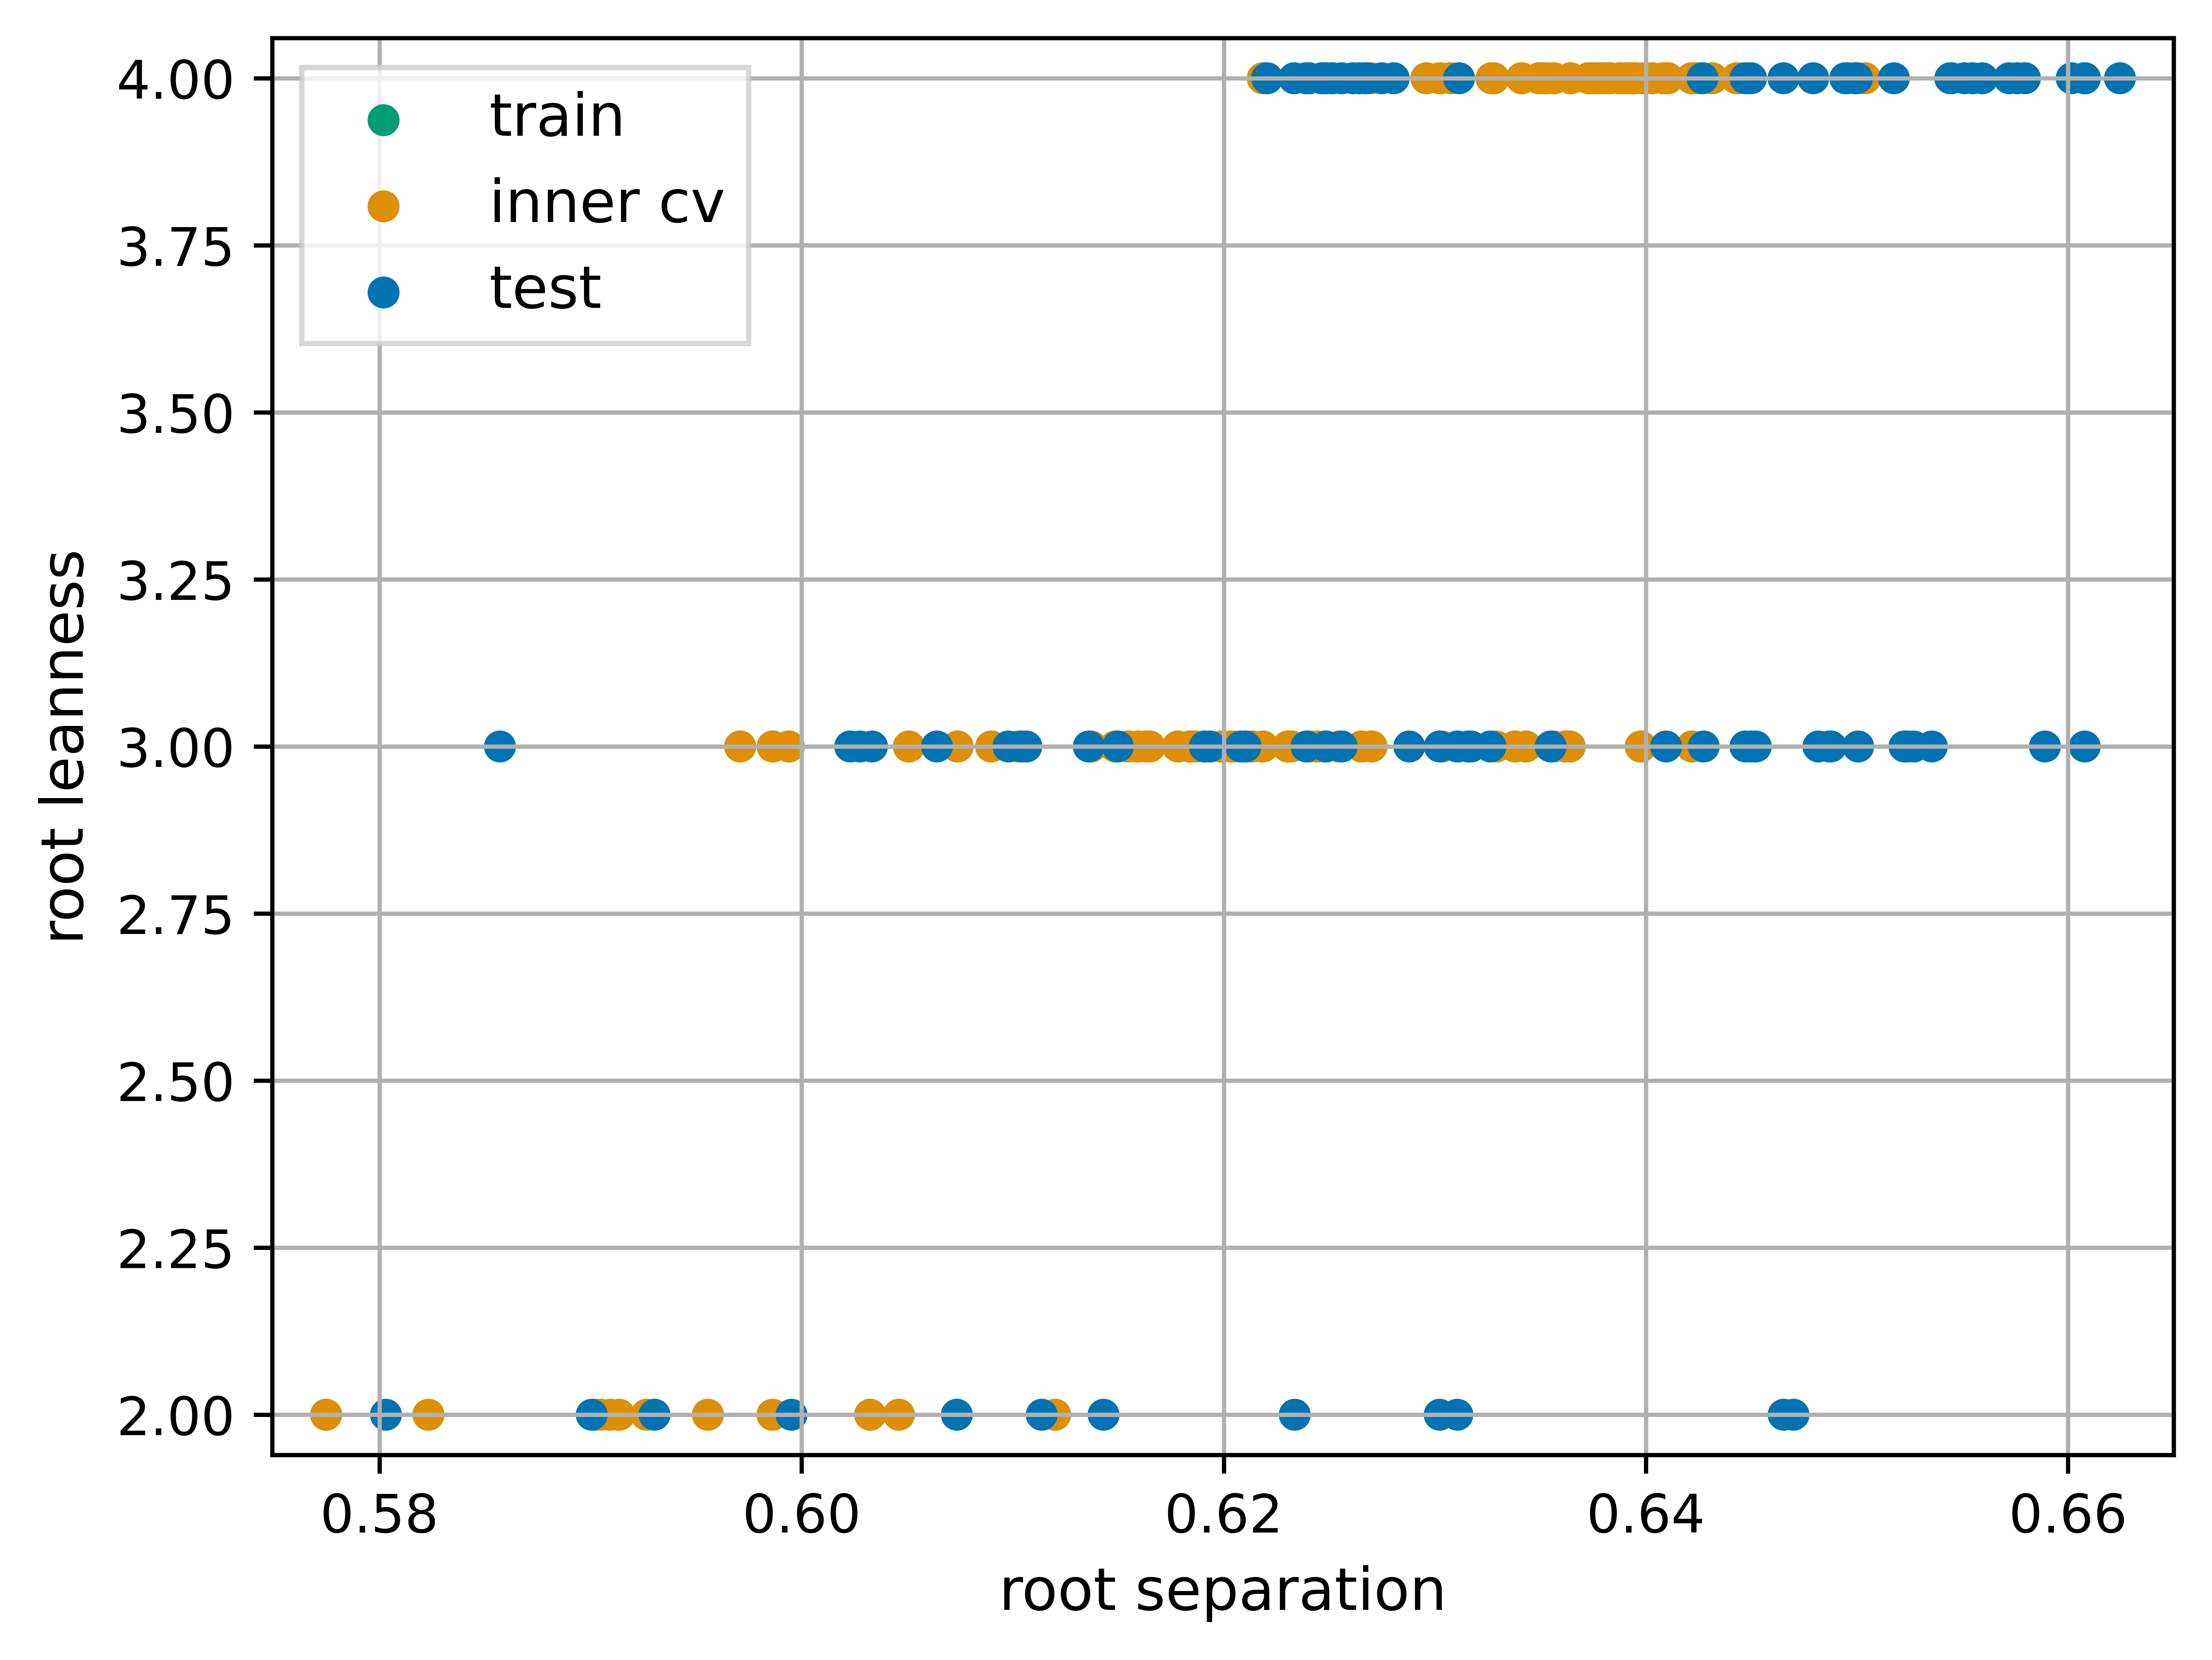 4.00
3.75
3.50
3.25
3.00
2.75
2.50
2.25
2.00
root leanness
train
inner cv
test
0.58 0.60 0.62 0.64 0.66
root separation